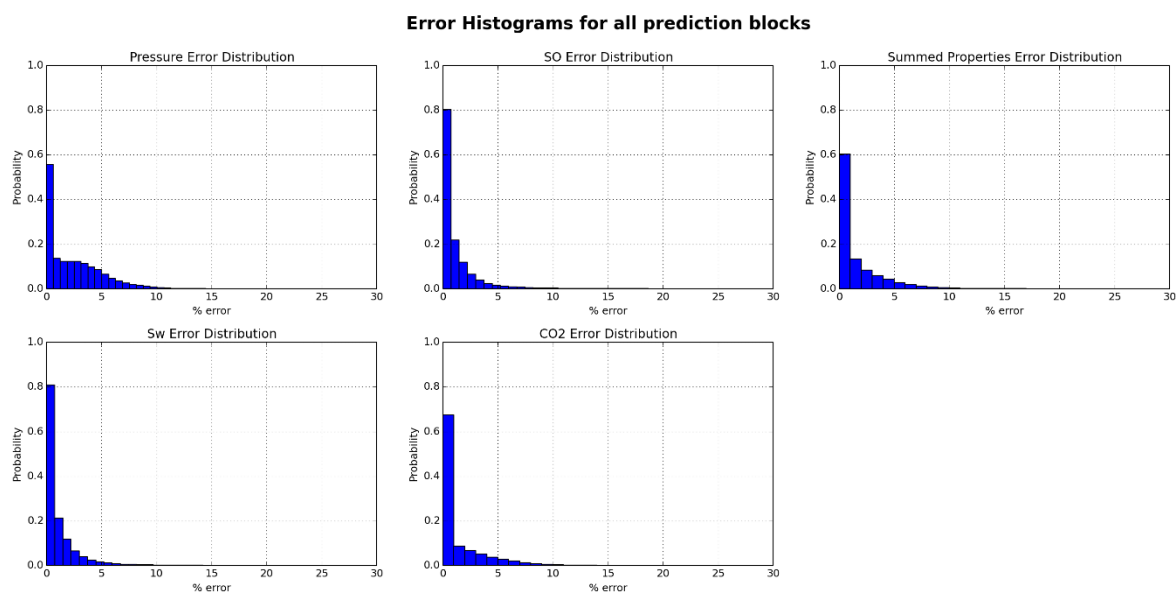 Error Histograms for all prediction blocks
Pressure Error Distribution
1.0
0.8
0.6
0.4
0.2
0.0
Probability
0 5 10 15 20 25 30
% error
SO Error Distribution
1.0
0.8
0.6
0.4
0.2
0.0
Probability
0 5 10 15 20 25 30
% error
Summed Properties Error Distribution
1.0
0.8
0.6
0.4
0.2
0.0
Probability
0 5 10 15 20 25 30
% error
Sw Error Distribution
1.0
0.8
0.6
0.4
0.2
0.0
Probability
0 5 10 15 20 25 30
% error
CO2 Error Distribution
1.0
0.8
0.6
0.4
0.2
0.0
Probability
0 5 10 15 20 25 30
% error